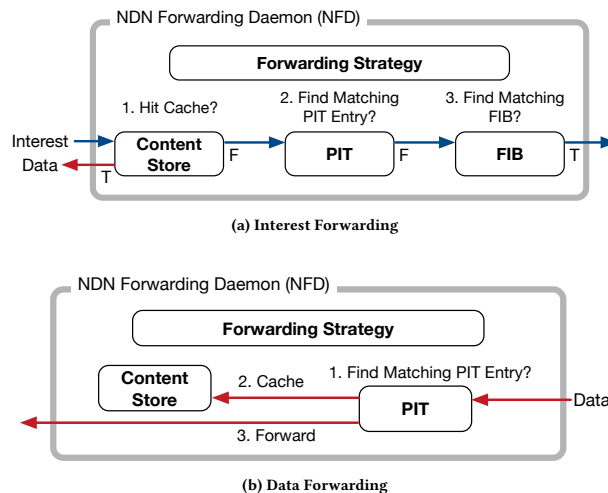 NDN Forwarding Daemon (NFD)
Forwarding Strategy
1. Hit Cache?
2. Find Matching
PIT Entry?
3. Find Matching
FIB?
Interest
Data
T
Content
Store
F
PIT
F
FIB
T
(a) Interest Forwarding
NDN Forwarding Daemon (NFD)
Forwarding Strategy
Content
Store
2. Cache
1. Find Matching PIT Entry?
PIT
Data
3. Forward
(b) Data Forwarding